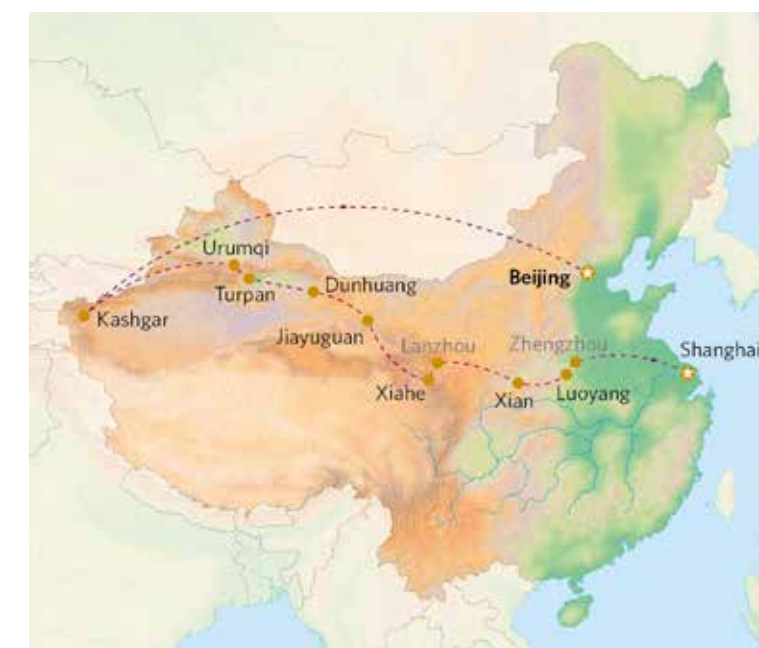 Urumqi
Beijing
Turpan
Dunhuang
Kashgar
Jiayuguan
Lanzhou
Zhengzhou
Shanghai
Xiahe
Xian
Luoyang